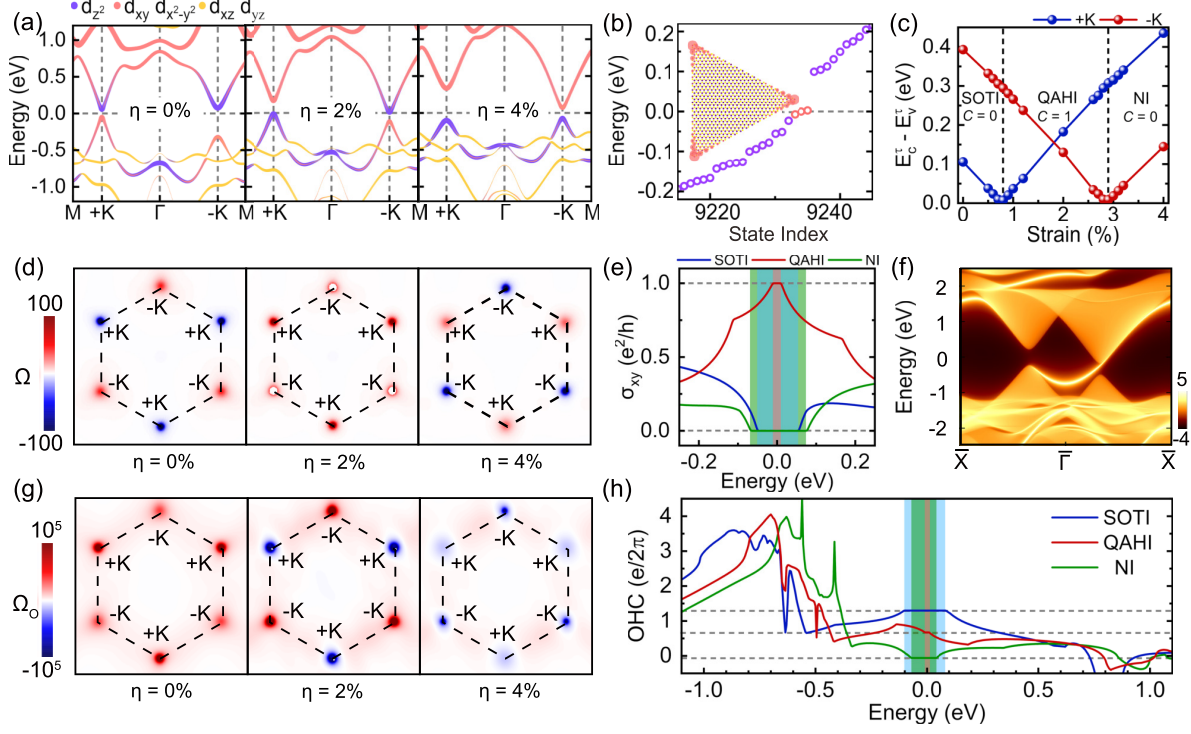 (a) d_z² d_xy d_x²-y² d_xz d_yz
Energy (eV)
1.0
0.5
0.0
-0.5
-1.0
η = 0%
η = 2%
η = 4%
M +K Γ -K M +K Γ -K M +K Γ -K M
(b)
Energy (eV)
0.2
0.1
0.0
-0.1
-0.2
9220 9240
State Index
(c) +K -K
E_c^τ - E_v^τ (eV)
0.4
0.3
0.2
0.1
0.0
SOTI QAHI NI
C = 0 C = 1 C = 0
0 1 2 3 4
Strain (%)
(d)
100
Ω
-100
-K
+K +K
-K -K
+K
η = 0%
-K
+K +K
-K -K
+K
η = 2%
-K
+K +K
-K -K
+K
η = 4%
(e) SOTI QAHI NI
σ_xy (e²/h)
1.0
0.5
0.0
-0.2 0.0 0.2
Energy (eV)
(f)
Energy (eV)
2
1
0
-1
-2
X̅ Γ̅ X̅
5
-4
(g)
10⁵
Ω_O
-10⁵
-K
+K +K
-K -K
+K
η = 0%
-K
+K +K
-K -K
+K
η = 2%
-K
+K +K
-K -K
+K
η = 4%
(h)
OHC (e/2π)
4
3
2
1
0
SOTI
QAHI
NI
-1.0 -0.5 0.0 0.5 1.0
Energy (eV)